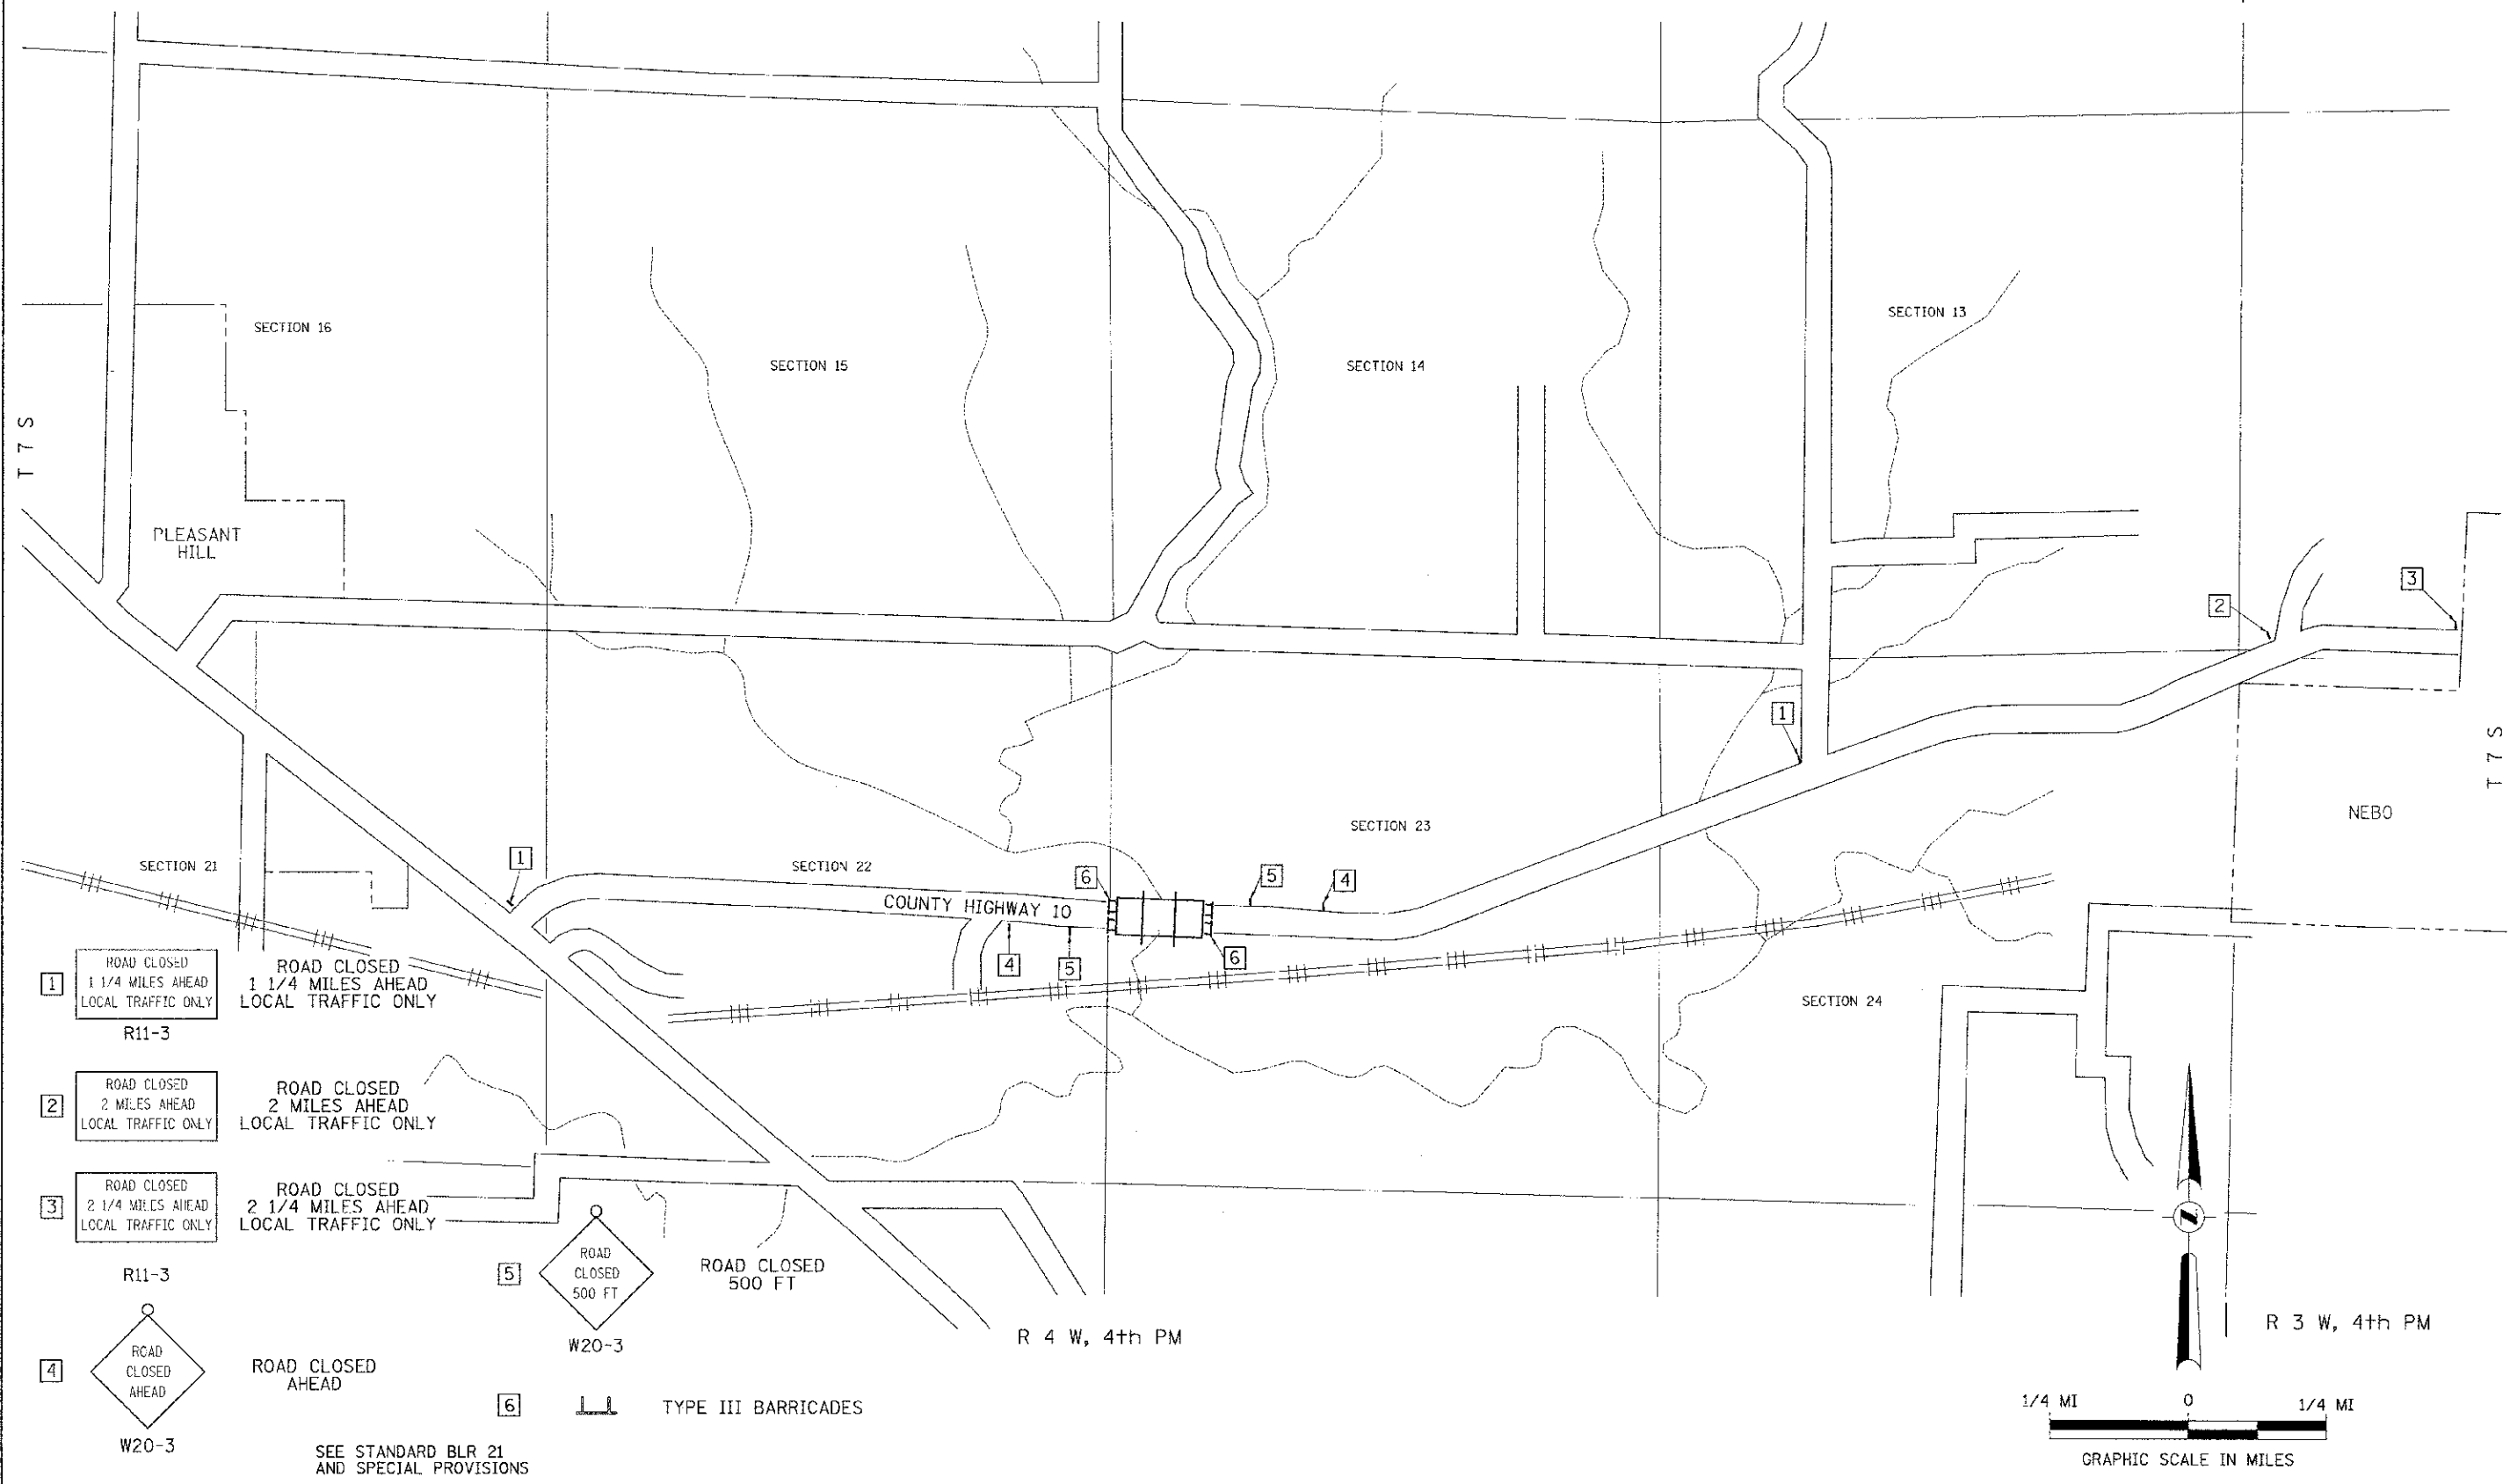 SECTION 16
SECTION 15
SECTION 14
SECTION 13
T 7 S
PLEASANT
HILL
3
2
1
T 7 S
NEBO
SECTION 23
SECTION 21
1
SECTION 22
6
5
4
COUNTY HIGHWAY 10
4
5
6
SECTION 24
1
ROAD CLOSED
1 1/4 MILES AHEAD
LOCAL TRAFFIC ONLY
R11-3
ROAD CLOSED
1 1/4 MILES AHEAD
LOCAL TRAFFIC ONLY
2
ROAD CLOSED
2 MILES AHEAD
LOCAL TRAFFIC ONLY
ROAD CLOSED
2 MILES AHEAD
LOCAL TRAFFIC ONLY
3
ROAD CLOSED
2 1/4 MILES AHEAD
LOCAL TRAFFIC ONLY
R11-3
ROAD CLOSED
2 1/4 MILES AHEAD
LOCAL TRAFFIC ONLY
4
ROAD
CLOSED
AHEAD
W20-3
ROAD CLOSED
AHEAD
5
ROAD
CLOSED
500 FT
W20-3
ROAD CLOSED
500 FT
6
TYPE III BARRICADES
SEE STANDARD BLR 21
AND SPECIAL PROVISIONS
R 4 W, 4th PM
R 3 W, 4th PM
Z
1/4 MI
0
1/4 MI
GRAPHIC SCALE IN MILES